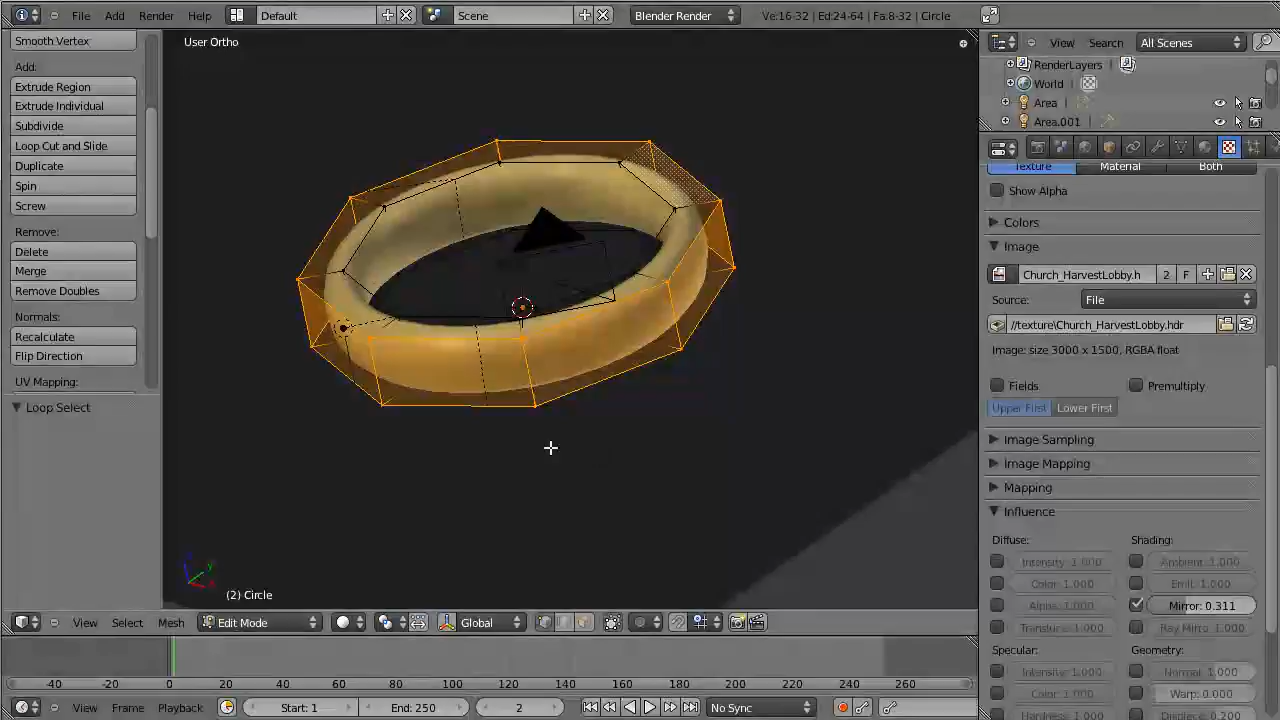 File Add Render Help Default Scene Blender Render Ve:16-32 | Ed:24-64 | Fa:8-32 | Circle
Smooth Vertex
Add:
Extrude Region
Extrude Individual
Subdivide
Loop Cut and Slide
Duplicate
Spin
Screw
Remove:
Delete
Merge
Remove Doubles
Normals:
Recalculate
Flip Direction
UV Mapping:
Loop Select
User Ortho
(2) Circle
View Select Mesh Edit Mode Global
View Search All Scenes
RenderLayers
World
Area
Area.001
Texture Material Both
Show Alpha
Colors
Image
Church_HarvestLobby.h 2 F
Source: File
//texture\Church_HarvestLobby.hdr
Image: size 3000 x 1500, RGBA float
Fields Premultiply
Upper First Lower First
Image Sampling
Image Mapping
Mapping
Influence
Diffuse: Shading:
Intensity: 1.000 Ambient: 1.000
Color: 1.000 Emit: 1.000
Alpha: 1.000 Mirror: 0.311
Transluc: 1.000 Ray Mirro: 1.000
Specular: Geometry:
Intensity: 1.000 Normal: 1.000
Color: 1.000 Warp: 0.000
Hardness: 1.000 Displace: 0.200
-40 -20 0 20 40 60 80 100 120 140 160 180 200 220 240 260
View Frame Playback Start: 1 End: 250 2 No Sync